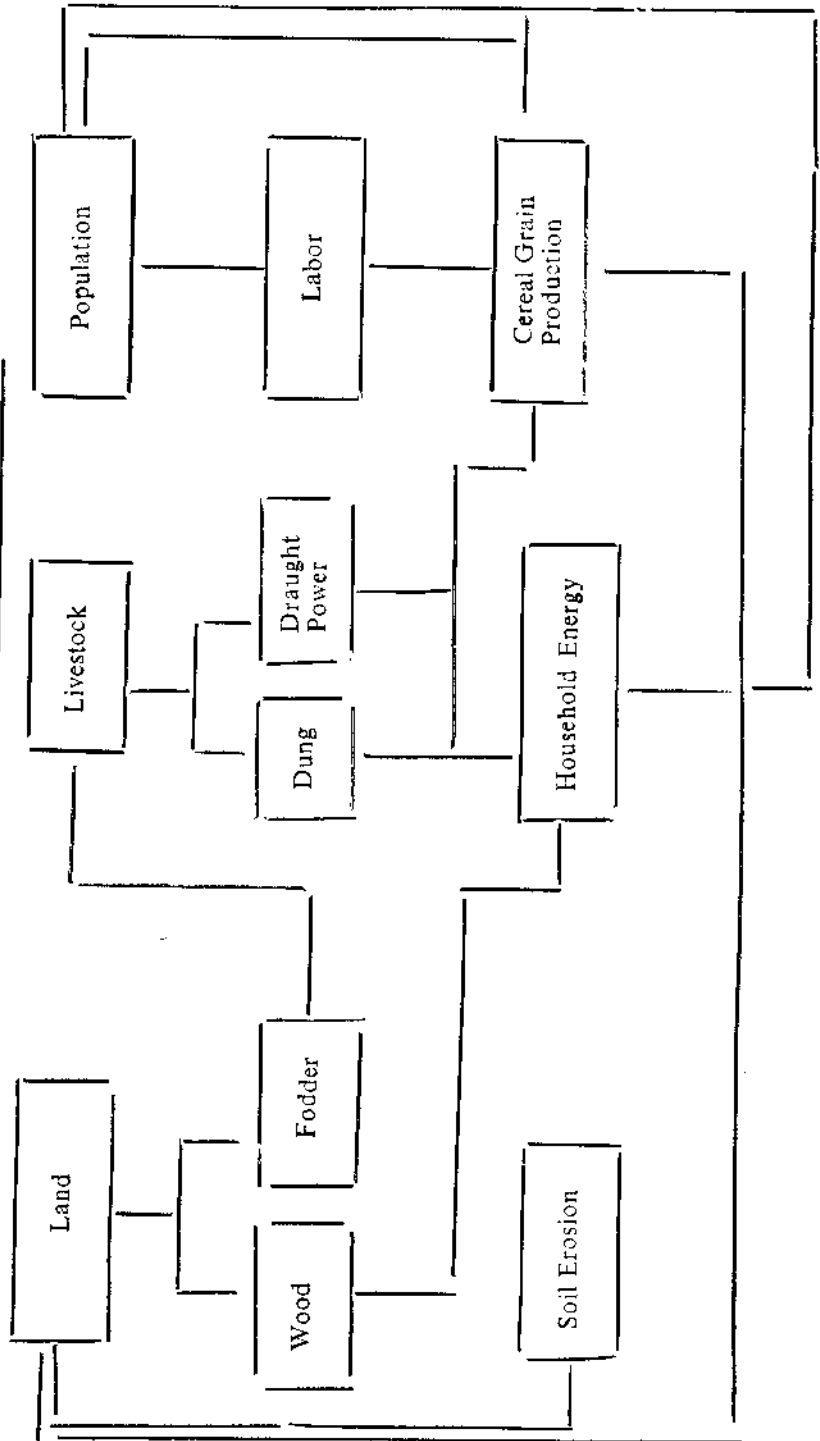 Land
Livestock
Population
Wood
Fodder
Dung
Draught
Power
Labor
Soil Erosion
Household Energy
Cereal Grain
Production